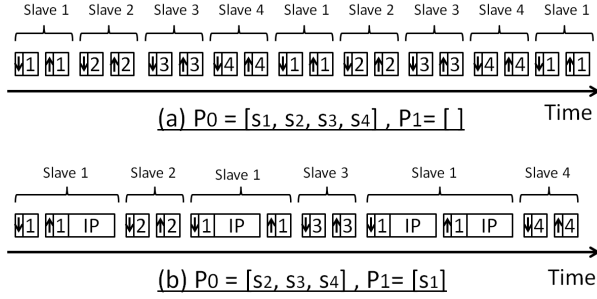 Slave 1 Slave 2 Slave 3 Slave 4 Slave 1 Slave 2 Slave 3 Slave 4 Slave 1
↓1 ↑1 ↓2 ↑2 ↓3 ↑3 ↓4 ↑4 ↓1 ↑1 ↓2 ↑2 ↓3 ↑3 ↓4 ↑4 ↓1 ↑1
Time
(a) P0 = [s1, s2, s3, s4] , P1= [ ]
Slave 1 Slave 2 Slave 1 Slave 3 Slave 1 Slave 4
↓1 ↑1 IP ↓2 ↑2 ↓1 IP ↑1 ↓3 ↑3 ↓1 IP ↑1 IP ↓4 ↑4
Time
(b) P0 = [s2, s3, s4] , P1= [s1]